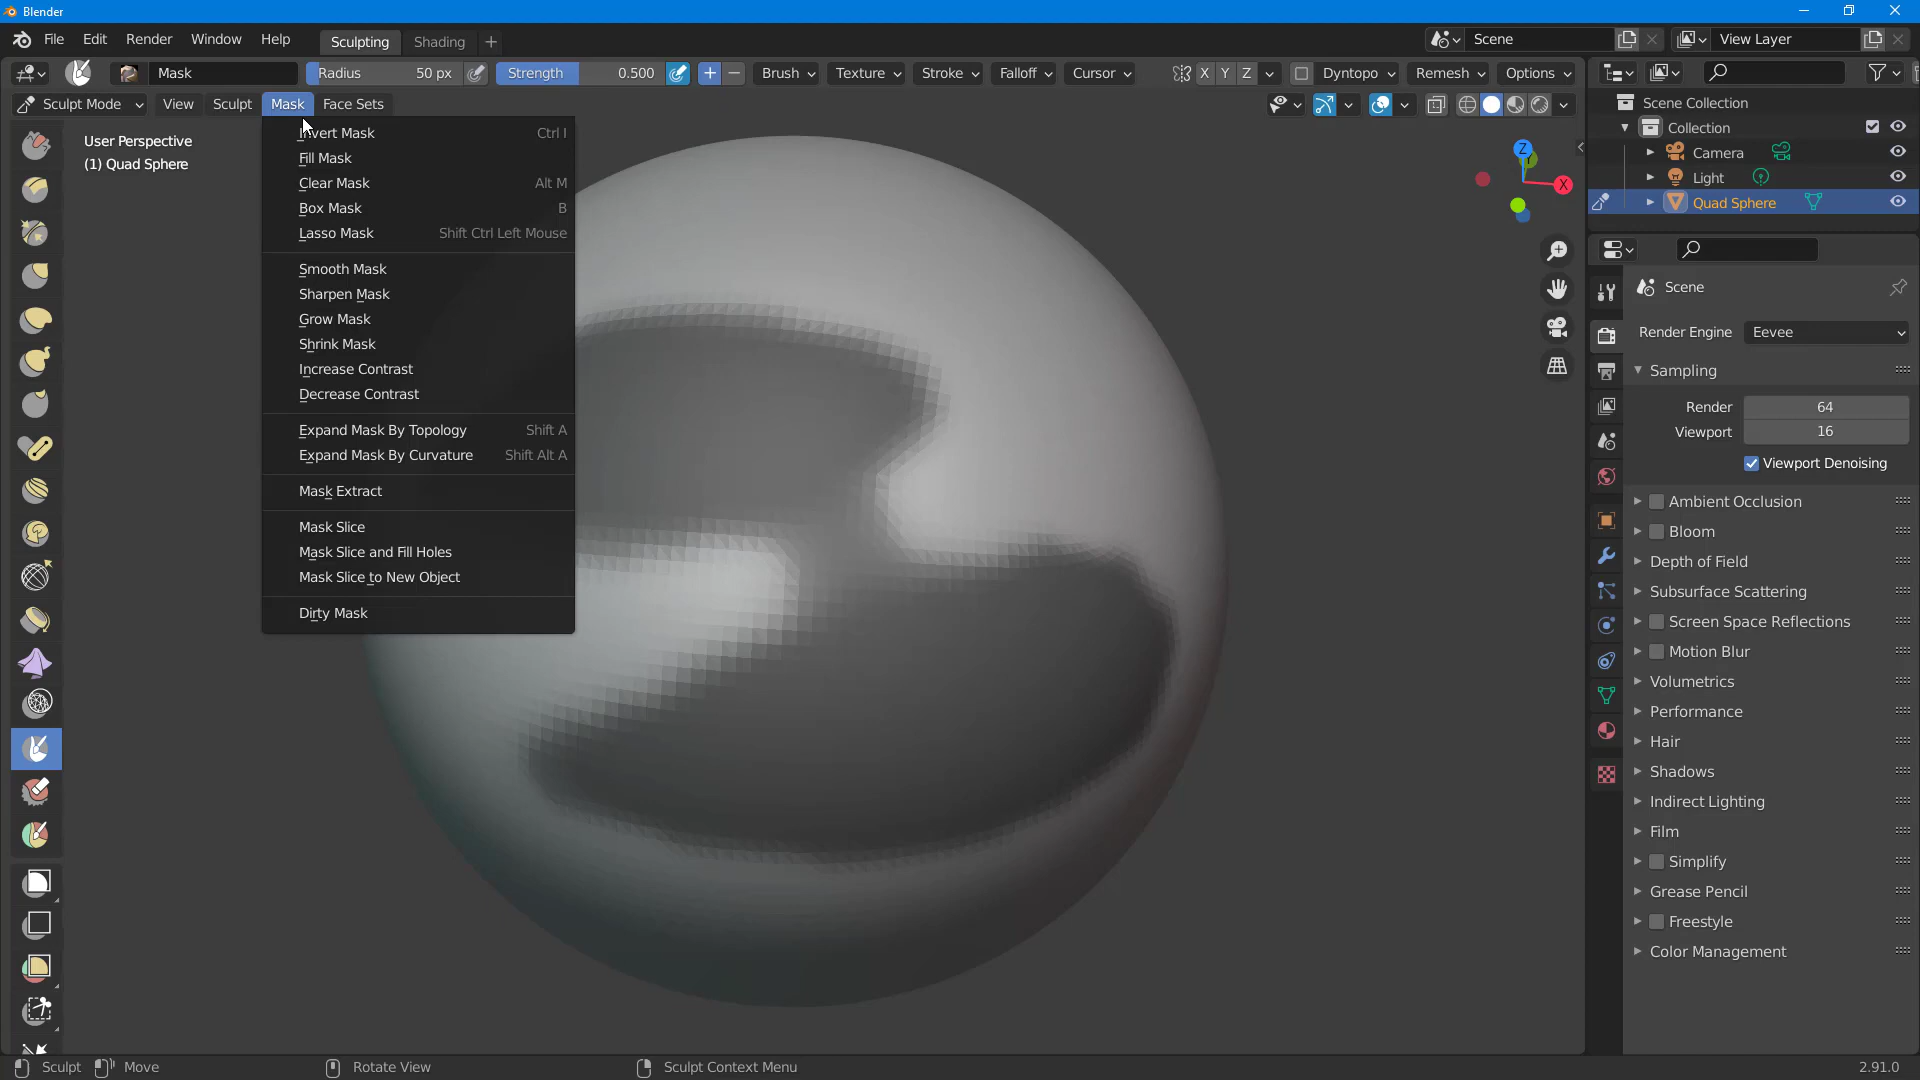 Blender
File Edit Render Window Help Sculpting Shading + Scene View Layer
Mask Radius 50 px Strength 0.500 + − Brush Texture Stroke Falloff Cursor X Y Z Dyntopo Remesh Options
Sculpt Mode View Sculpt Mask Face Sets
User Perspective
(1) Quad Sphere
Invert Mask Ctrl I
Fill Mask
Clear Mask Alt M
Box Mask B
Lasso Mask Shift Ctrl Left Mouse
Smooth Mask
Sharpen Mask
Grow Mask
Shrink Mask
Increase Contrast
Decrease Contrast
Expand Mask By Topology Shift A
Expand Mask By Curvature Shift Alt A
Mask Extract
Mask Slice
Mask Slice and Fill Holes
Mask Slice to New Object
Dirty Mask
Z
Y
X
Scene Collection
Collection
Camera
Light
Quad Sphere
Scene
Render Engine Eevee
Sampling
Render 64
Viewport 16
Viewport Denoising
Ambient Occlusion
Bloom
Depth of Field
Subsurface Scattering
Screen Space Reflections
Motion Blur
Volumetrics
Performance
Hair
Shadows
Indirect Lighting
Film
Simplify
Grease Pencil
Freestyle
Color Management
Sculpt Move Rotate View Sculpt Context Menu 2.91.0